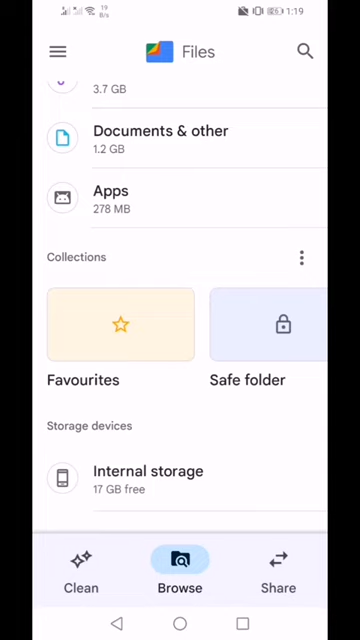 19
B/s
1:19
Files
3.7 GB
Documents & other
1.2 GB
Apps
278 MB
Collections
Favourites
Safe folder
Storage devices
Internal storage
17 GB free
Clean
Browse
Share